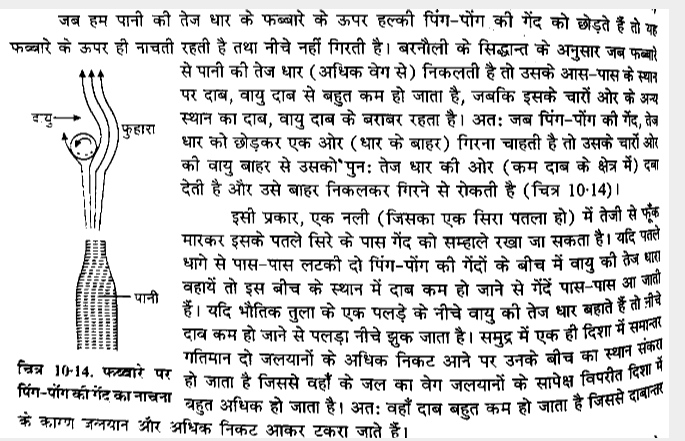 जब हम पानी की तेज धार के फब्बारे के ऊपर हल्की पिंग-पोंग की गेंद को छोड़ते हैं तो यह
फब्बारे के ऊपर ही नाचती रहती है तथा नीचे नहीं गिरती है। बरनौली के सिद्धान्त के अनुसार जब फब्बारे
से पानी की तेज धार (अधिक वेग से) निकलती है तो उसके आस-पास के स्थान
पर दाब, वायु दाब से बहुत कम हो जाता है, जबकि इसके चारों ओर के अन्य
स्थान का दाब, वायु दाब के बराबर रहता है। अतः जब पिंग-पोंग की गेंद, तेज
धार को छोड़कर एक ओर (धार के बाहर) गिरना चाहती है तो उसके चारों ओर
की वायु बाहर से उसको पुनः तेज धार की ओर (कम दाब के क्षेत्र में) दबा
देती है और उसे बाहर निकलकर गिरने से रोकती है (चित्र 10·14)।
वायु
फुहारा
पानी
चित्र 10·14. फब्बारे पर
पिंग-पोंग की गेंद का नाचना
इसी प्रकार, एक नली (जिसका एक सिरा पतला हो) में तेजी से फूँक
मारकर इसके पतले सिरे के पास गेंद को सम्हाले रखा जा सकता है। यदि पतले
धागे से पास-पास लटकी दो पिंग-पोंग की गेंदों के बीच में वायु की तेज धारा
बहायें तो इस बीच के स्थान में दाब कम हो जाने से गेंदें पास-पास आ जाती
हैं। यदि भौतिक तुला के एक पलड़े के नीचे वायु की तेज धार बहाते हैं तो नीचे
दाब कम हो जाने से पलड़ा नीचे झुक जाता है। समुद्र में एक ही दिशा में समान्तर
गतिमान दो जलयानों के अधिक निकट आने पर उनके बीच का स्थान संकरा
हो जाता है जिससे वहाँ के जल का वेग जलयानों के सापेक्ष विपरीत दिशा में
बहुत अधिक हो जाता है। अतः वहाँ दाब बहुत कम हो जाता है जिससे दाबान्तर
के कारण जलयान और अधिक निकट आकर टकरा जाते हैं।